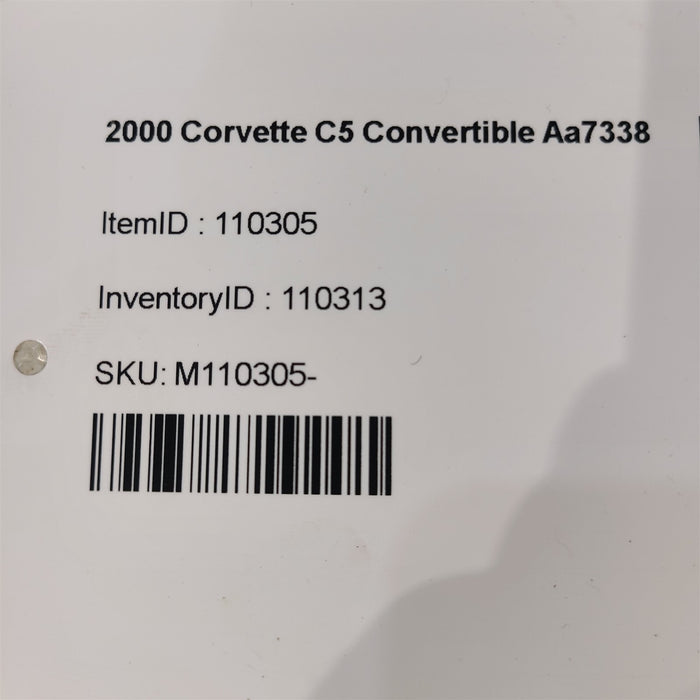 2000 Corvette C5 Convertible Aa7338
ItemID : 110305
InventoryID : 110313
SKU: M110305-